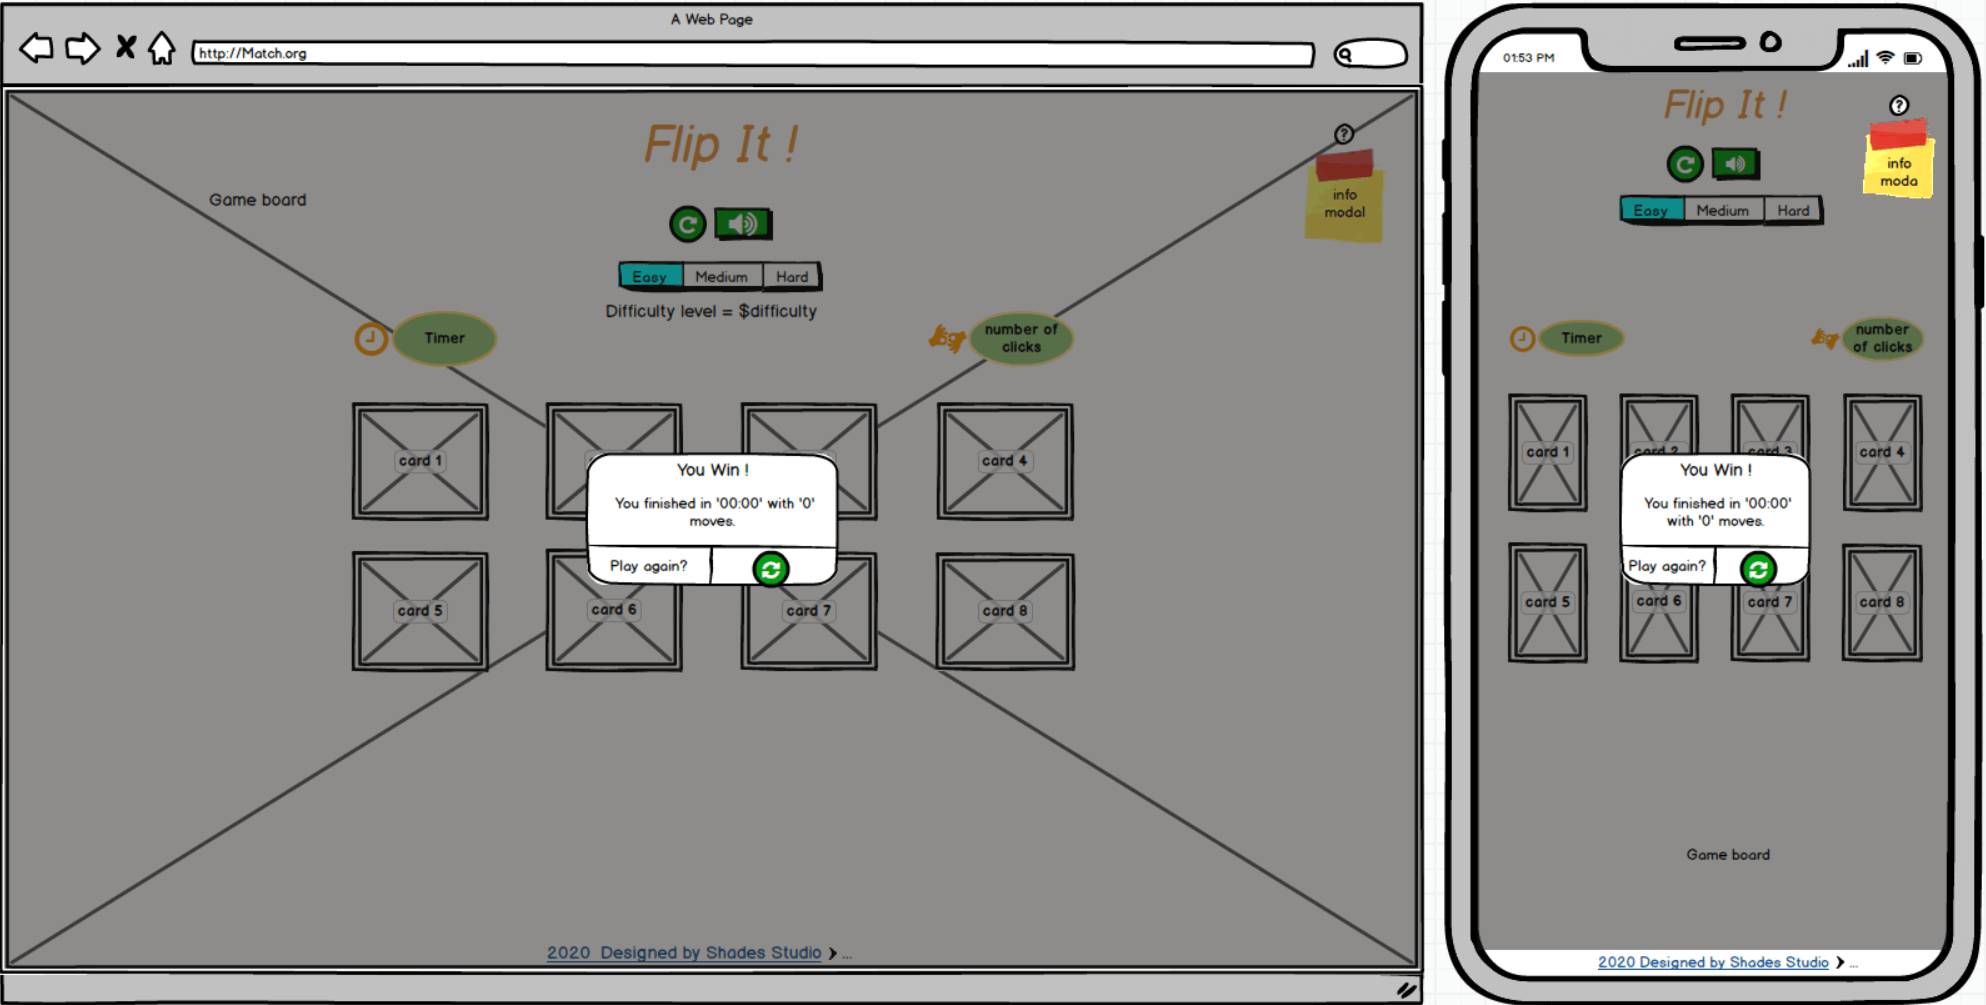 A Web Page
http://Match.org
Flip It !
?
info
modal
Game board
Easy Medium Hard
Difficulty level = $difficulty
Timer
number of
clicks
card 1
card 4
You Win !
You finished in '00:00' with '0'
moves.
Play again?
card 5
card 6
card 7
card 8
2020 Designed by Shades Studio ...
01:53 PM
Flip It !
?
info
moda
Easy Medium Hard
Timer
number
of clicks
card 1
card 2
card 3
card 4
You Win !
You finished in '00:00'
with '0' moves.
Play again?
card 5
card 6
card 7
card 8
Game board
2020 Designed by Shades Studio ...